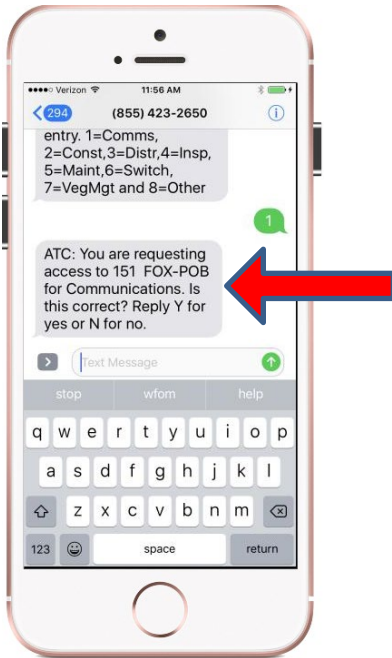 Verizon 11:56 AM
294 (855) 423-2650
entry. 1=Comms,
2=Const,3=Distr,4=Insp,
5=Maint,6=Switch,
7=VegMgt and 8=Other
1
ATC: You are requesting
access to 151  FOX-POB
for Communications. Is
this correct? Reply Y for
yes or N for no.
Text Message
stop wfom help
q w e r t y u i o p
a s d f g h j k l
z x c v b n m
123 space return